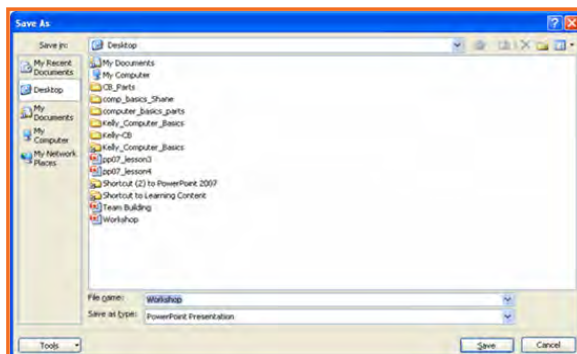 Save As
Save in: Desktop
My Recent Documents
Desktop
My Documents
My Computer
My Network Places
My Documents
My Computer
CB_Parts
comp_basics_Shane
computer_basics_parts
Kelly_Computer_Basics
Kelly-CB
Kelly_Computer_Basics
pp07_lesson3
pp07_lesson4
Shortcut (2) to PowerPoint 2007
Shortcut to Learning Content
Team Building
Workshop
File name: Workshop
Save as type: PowerPoint Presentation
Tools
Save
Cancel